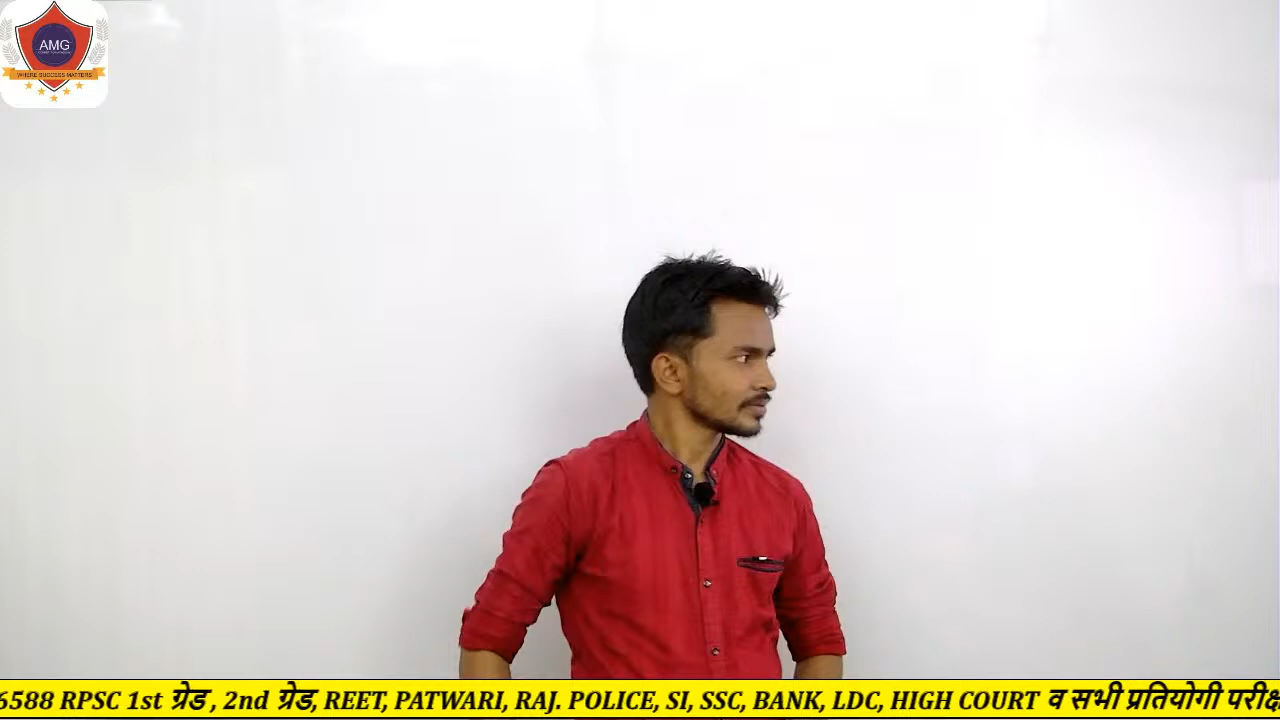 AMG
WHERE SUCCESS MATTERS
6588 RPSC 1st ग्रेड , 2nd ग्रेड, REET, PATWARI, RAJ. POLICE, SI, SSC, BANK, LDC, HIGH COURT व सभी प्रतियोगी